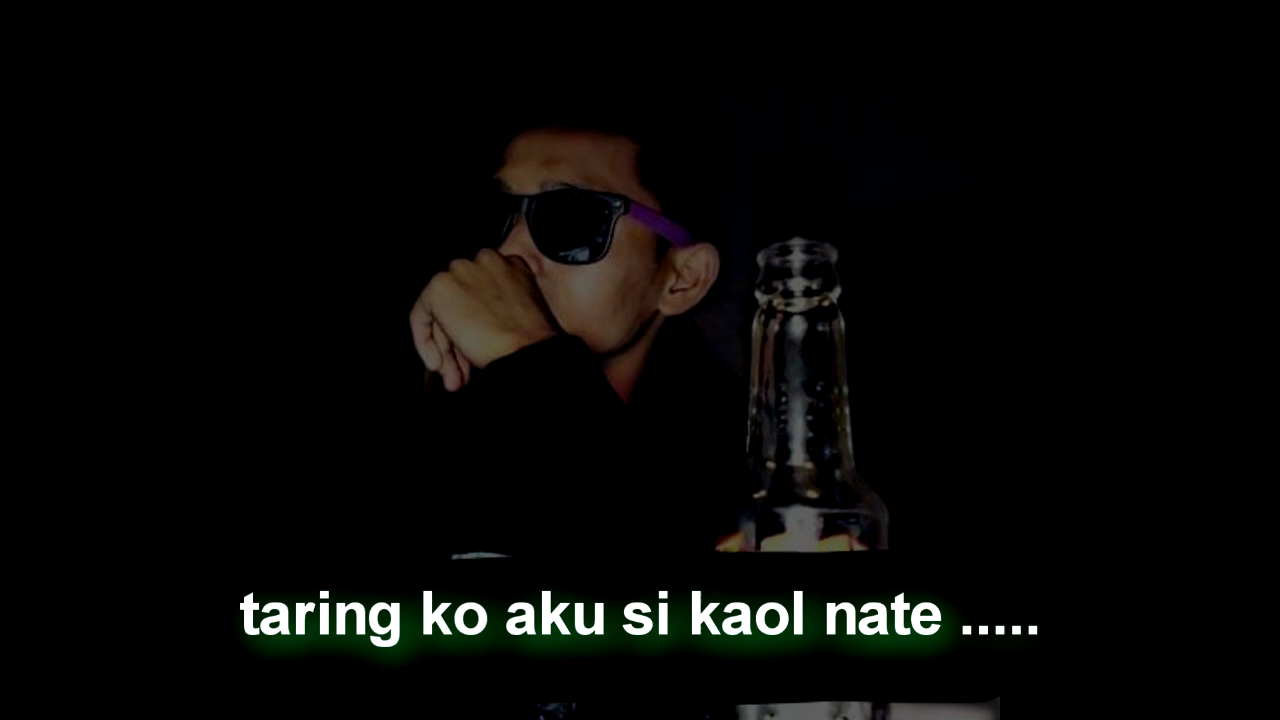 taring ko aku si kaol nate .....